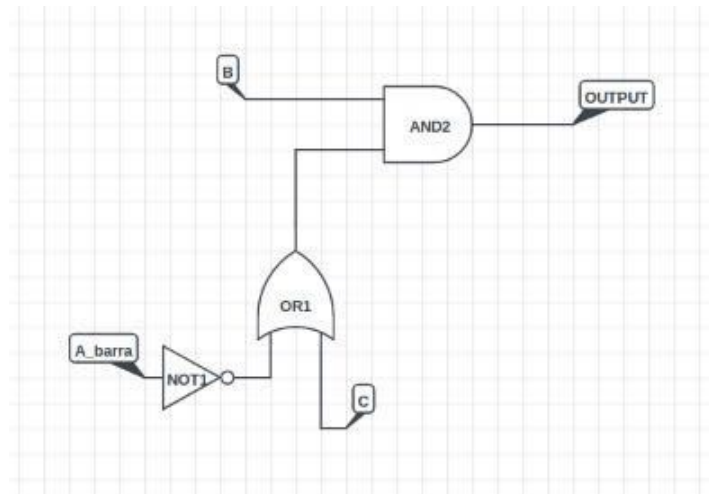 B
OUTPUT
AND2
OR1
A_barra
NOT1
C